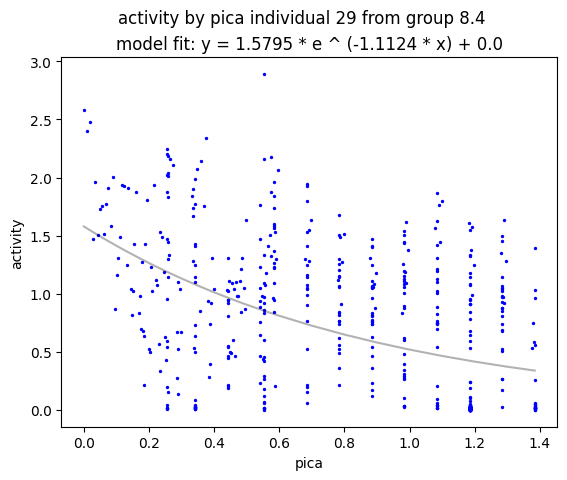 activity by pica individual 29 from group 8.4
model fit: y = 1.5795 * e ^ (-1.1124 * x) + 0.0
3.0
2.5
2.0
1.5
1.0
0.5
0.0
activity
0.0 0.2 0.4 0.6 0.8 1.0 1.2 1.4
pica